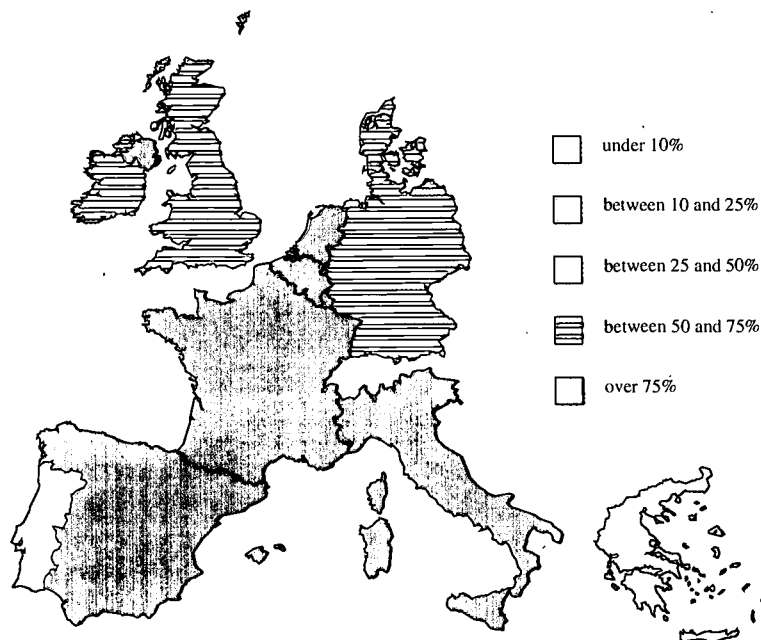 under 10%
between 10 and 25%
between 25 and 50%
between 50 and 75%
over 75%